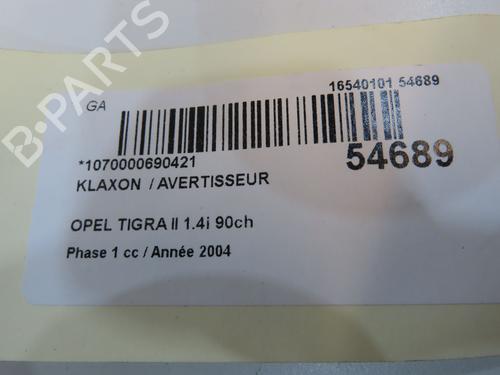 B-PARTS
GA
16540101 54689
*1070000690421
54689
KLAXON / AVERTISSEUR
OPEL TIGRA II 1.4i 90ch
Phase 1 cc / Année 2004